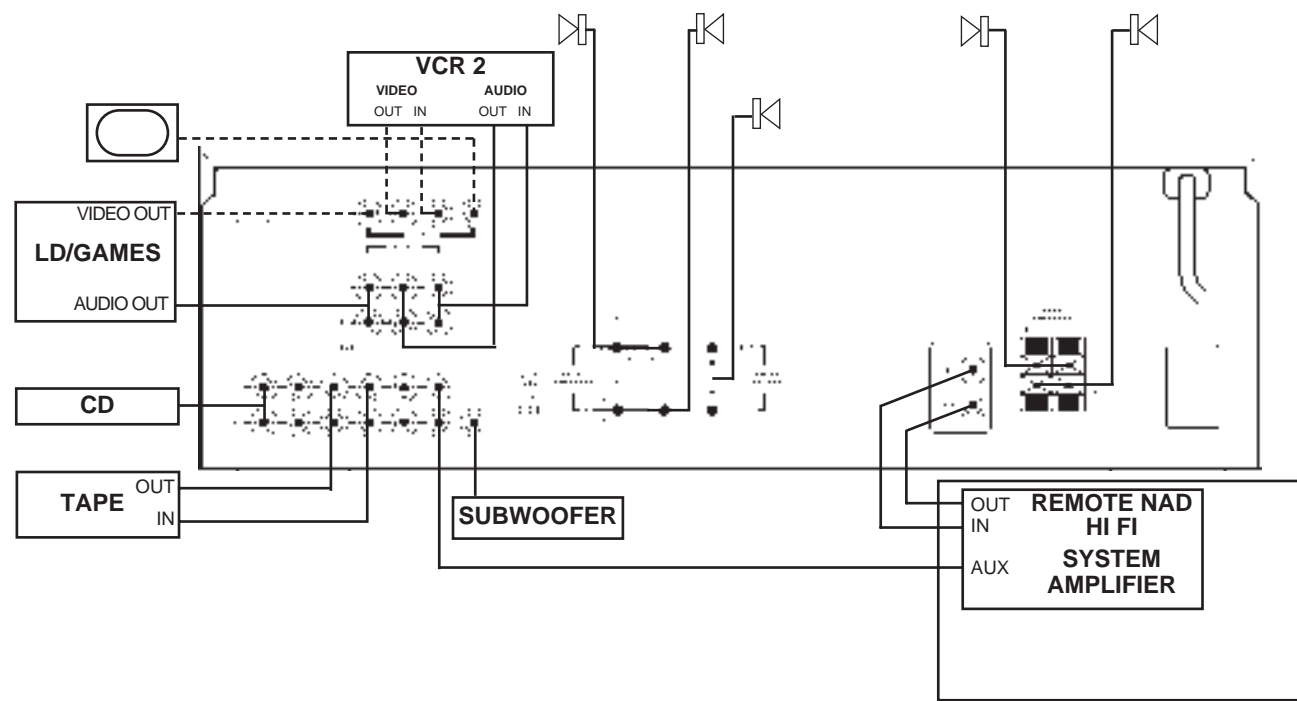 VCR 2
VIDEO AUDIO
OUT IN OUT IN
VIDEO OUT
LD/GAMES
AUDIO OUT
CD
TAPE
OUT
IN
SUBWOOFER
OUT
IN
AUX
REMOTE NAD
HI FI
SYSTEM
AMPLIFIER